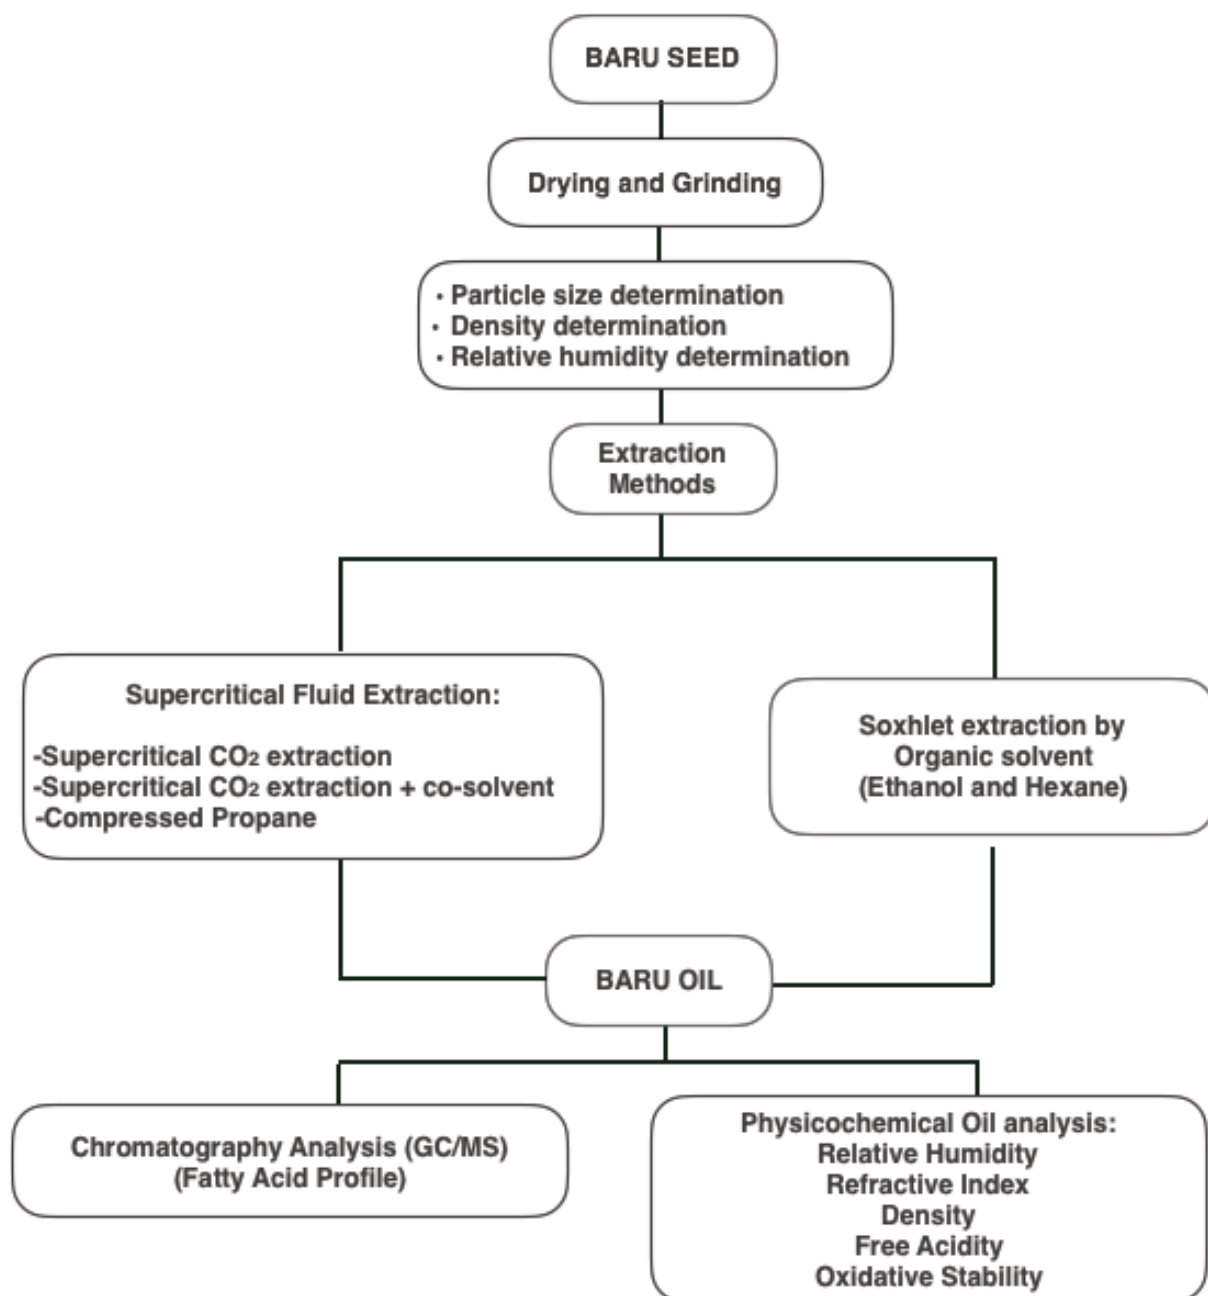 BARU SEED
Drying and Grinding
· Particle size determination
· Density determination
· Relative humidity determination
Extraction
Methods
Supercritical Fluid Extraction:
-Supercritical CO₂ extraction
-Supercritical CO₂ extraction + co-solvent
-Compressed Propane
Soxhlet extraction by
Organic solvent
(Ethanol and Hexane)
BARU OIL
Chromatography Analysis (GC/MS)
(Fatty Acid Profile)
Physicochemical Oil analysis:
Relative Humidity
Refractive Index
Density
Free Acidity
Oxidative Stability